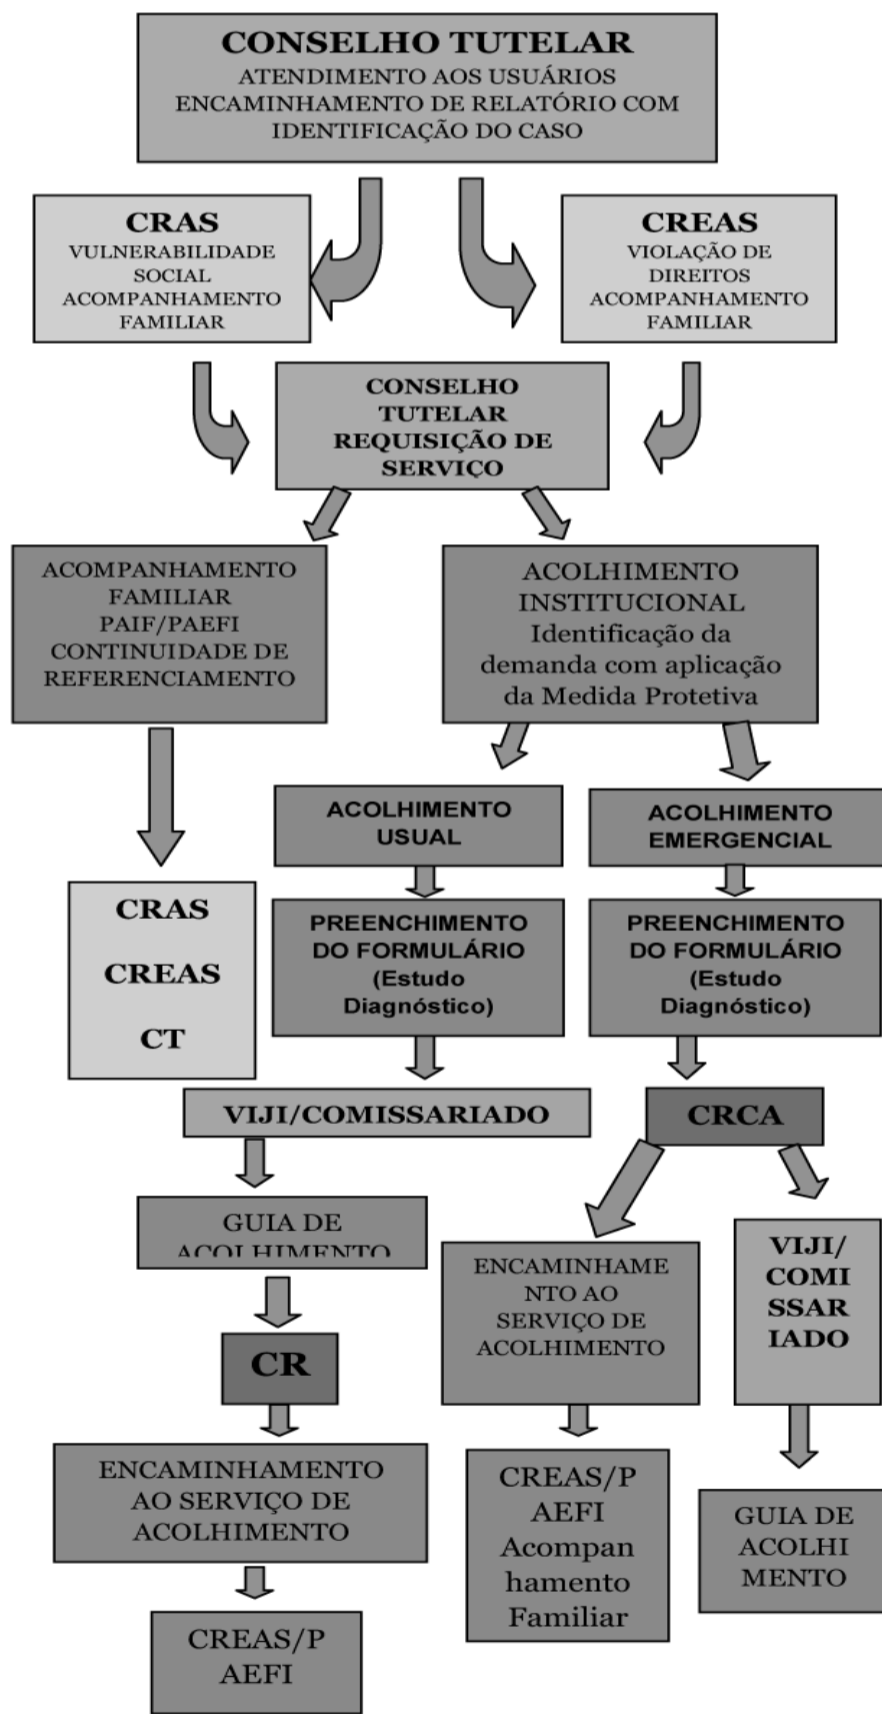 CONSELHO TUTELAR
ATENDIMENTO AOS USUÁRIOS
ENCAMINHAMENTO DE RELATÓRIO COM
IDENTIFICAÇÃO DO CASO
CRAS
VULNERABILIDADE
SOCIAL
ACOMPANHAMENTO
FAMILIAR
CREAS
VIOLAÇÃO DE
DIREITOS
ACOMPANHAMENTO
FAMILIAR
CONSELHO
TUTELAR
REQUISIÇÃO DE
SERVIÇO
ACOMPANHAMENTO
FAMILIAR
PAIF/PAEFI
CONTINUIDADE DE
REFERENCIAMENTO
ACOLHIMENTO
INSTITUCIONAL
Identificação da
demanda com aplicação
da Medida Protetiva
ACOLHIMENTO
USUAL
ACOLHIMENTO
EMERGENCIAL
CRAS
CREAS
CT
PREENCHIMENTO
DO FORMULÁRIO
(Estudo
Diagnóstico)
PREENCHIMENTO
DO FORMULÁRIO
(Estudo
Diagnóstico)
VIJI/COMISSARIADO
CRCA
GUIA DE
ACOLHIMENTO
ENCAMINHAME
NTO AO
SERVIÇO DE
ACOLHIMENTO
VIJI/
COMI
SSAR
IADO
CR
ENCAMINHAMENTO
AO SERVIÇO DE
ACOLHIMENTO
CREAS/P
AEFI
Acompan
hamento
Familiar
GUIA DE
ACOLHI
MENTO
CREAS/P
AEFI